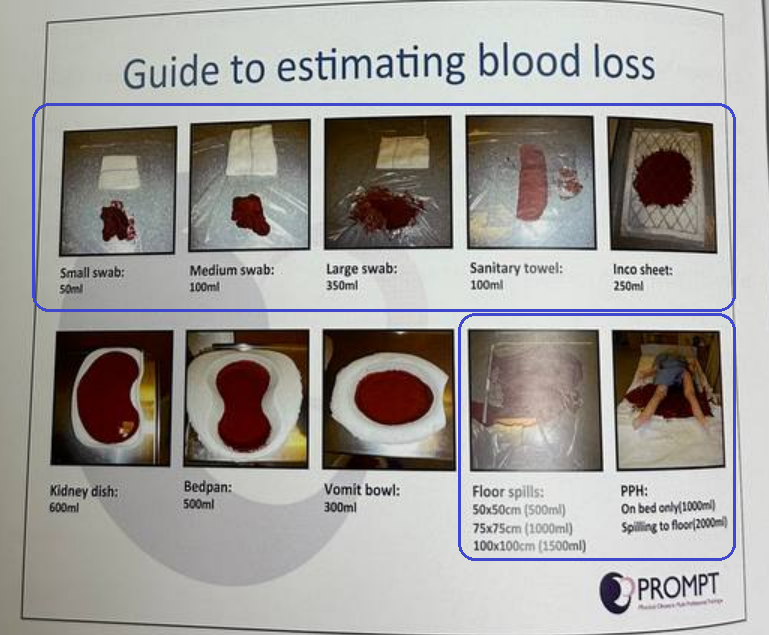 Guide to estimating blood loss
Small swab:
50ml
Medium swab:
100ml
Large swab:
350ml
Sanitary towel:
100ml
Inco sheet:
250ml
Kidney dish:
600ml
Bedpan:
500ml
Vomit bowl:
300ml
Floor spills:
50x50cm (500ml)
75x75cm (1000ml)
100x100cm (1500ml)
PPH:
On bed only(1000ml)
Spilling to floor(2000ml)
PROMPT